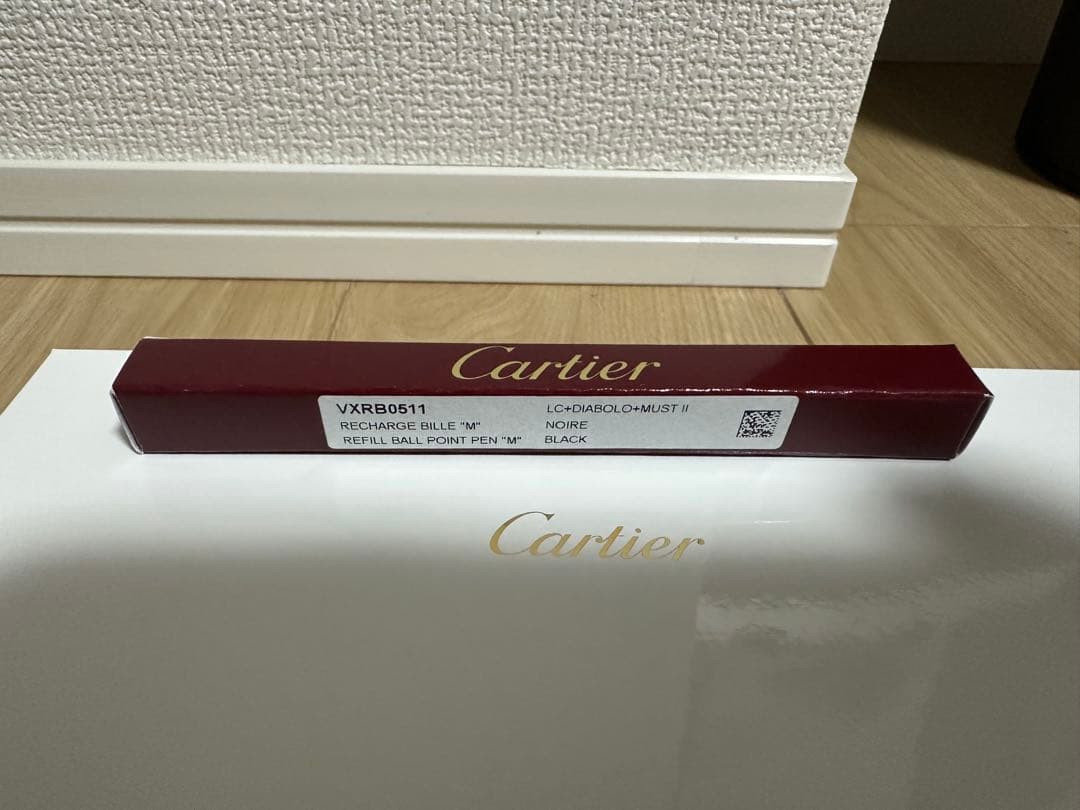 Cartier
VXRB0511 LC+DIABOLO+MUST II
RECHARGE BILLE "M" NOIRE
REFILL BALL POINT PEN "M" BLACK
Cartier